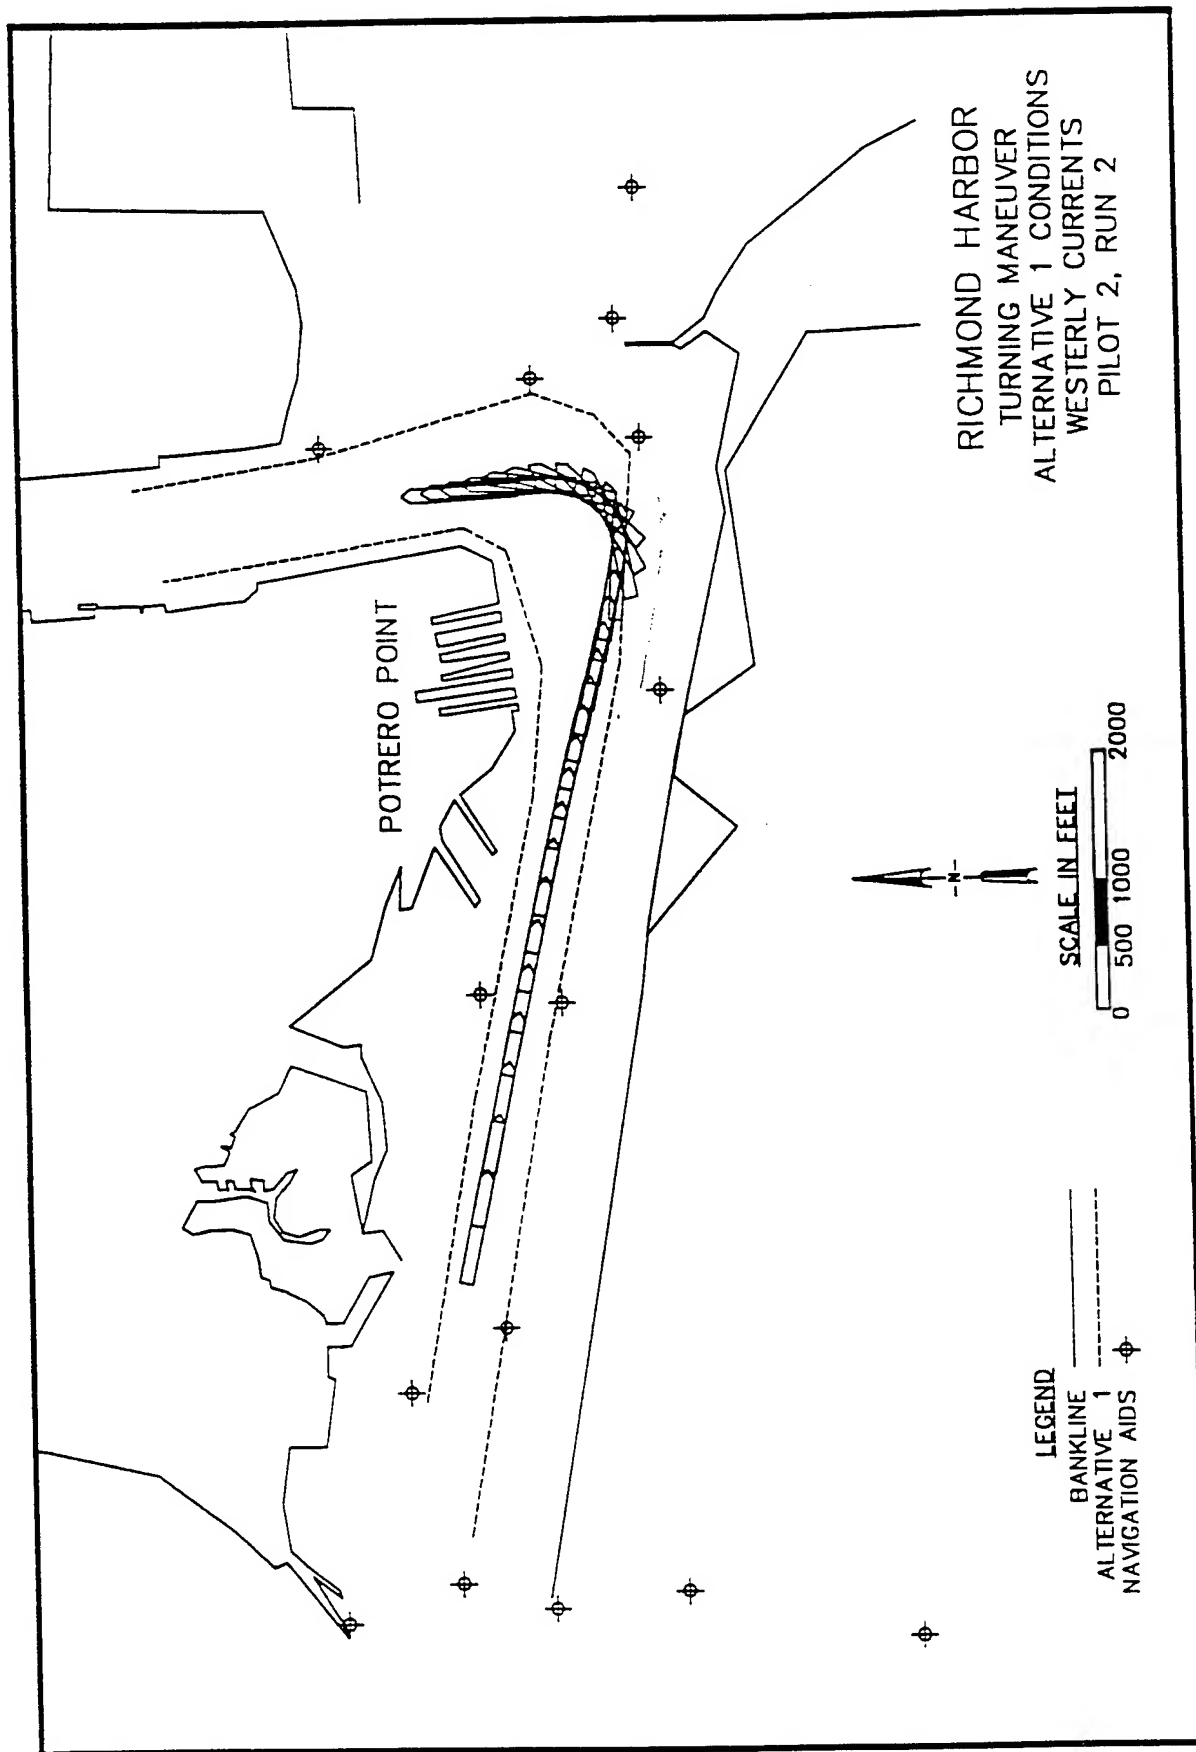 POTRERO POINT
RICHMOND HARBOR
TURNING MANEUVER
ALTERNATIVE 1 CONDITIONS
WESTERLY CURRENTS
PILOT 2, RUN 2
-N-
SCALE IN FEET
0 500 1000 2000
LEGEND
BANKLINE
ALTERNATIVE 1
NAVIGATION AIDS